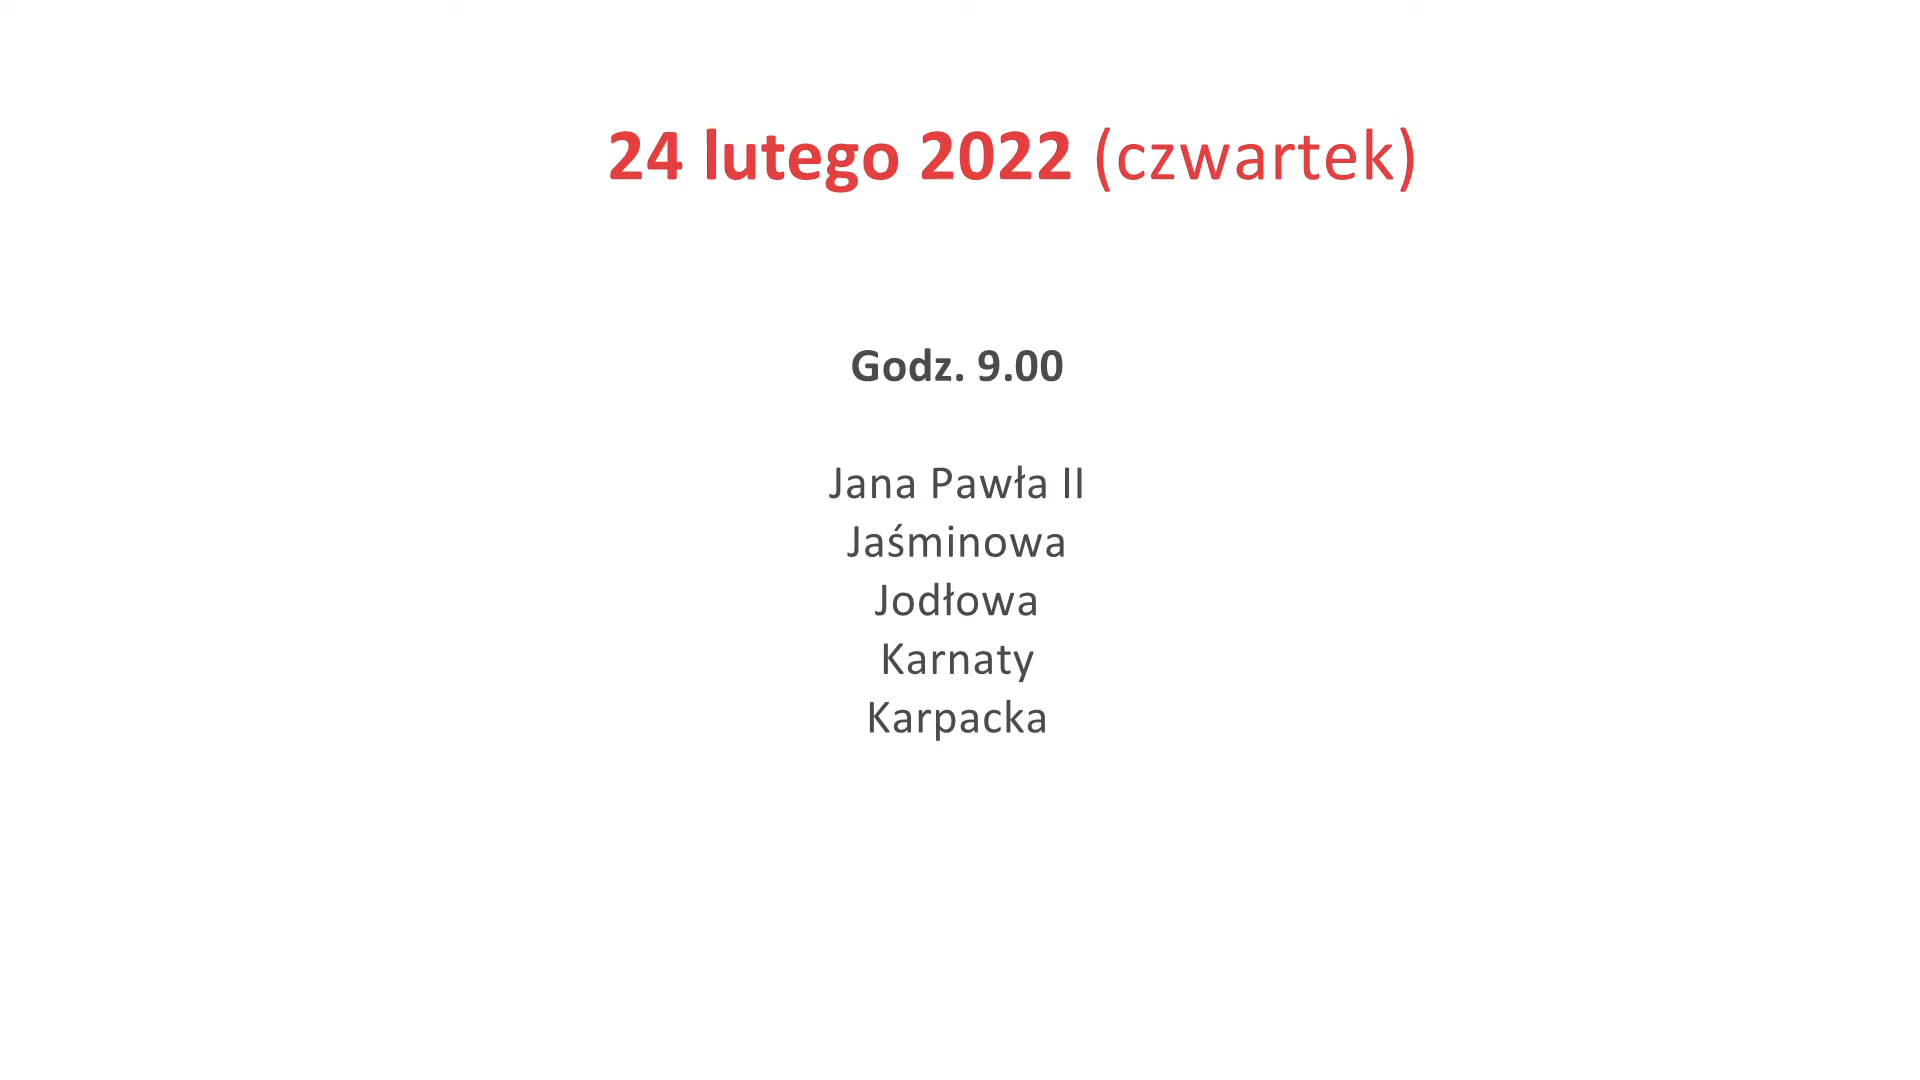 24 lutego 2022 (czwartek)
Godz. 9.00
Jana Pawła II
Jaśminowa
Jodłowa
Karnaty
Karpacka